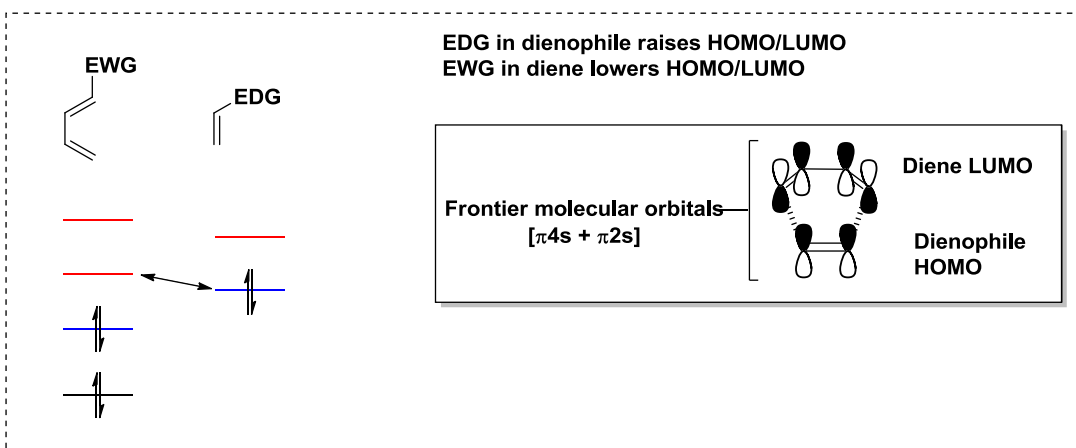 EWG
EDG
EDG in dienophile raises HOMO/LUMO
EWG in diene lowers HOMO/LUMO
Frontier molecular orbitals
[π4s + π2s]
Diene LUMO
Dienophile
HOMO